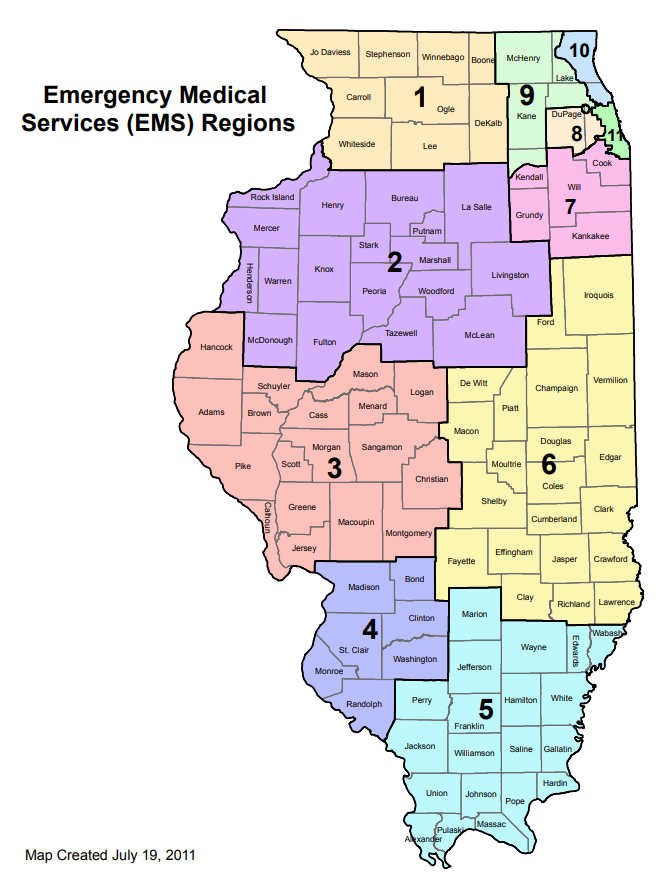 Emergency Medical
Services (EMS) Regions
Jo Daviess
Stephenson
Winnebago
Boone
McHenry
10
Lake
Carroll
1
Ogle
9
Kane
DeKalb
DuPage
8
11
Whiteside
Lee
Cook
Kendall
Will
7
Grundy
Kankakee
Rock Island
Henry
Bureau
La Salle
Mercer
Putnam
Stark
Marshall
2
Henderson
Warren
Knox
Peoria
Woodford
Livingston
Iroquois
McDonough
Fulton
Tazewell
McLean
Ford
Hancock
Mason
Schuyler
Logan
De Witt
Champaign
Vermilion
Adams
Brown
Cass
Menard
Piatt
Macon
Morgan
Sangamon
Douglas
Pike
Scott
3
Christian
Moultrie
6
Edgar
Coles
Calhoun
Greene
Macoupin
Shelby
Cumberland
Clark
Jersey
Montgomery
Fayette
Effingham
Jasper
Crawford
Madison
Bond
Clay
Richland
Lawrence
Clinton
Marion
4
St. Clair
Washington
Wayne
Edwards
Wabash
Monroe
Jefferson
Randolph
Perry
5
Hamilton
White
Franklin
Jackson
Williamson
Saline
Gallatin
Union
Johnson
Pope
Hardin
Alexander
Pulaski
Massac
Map Created July 19, 2011